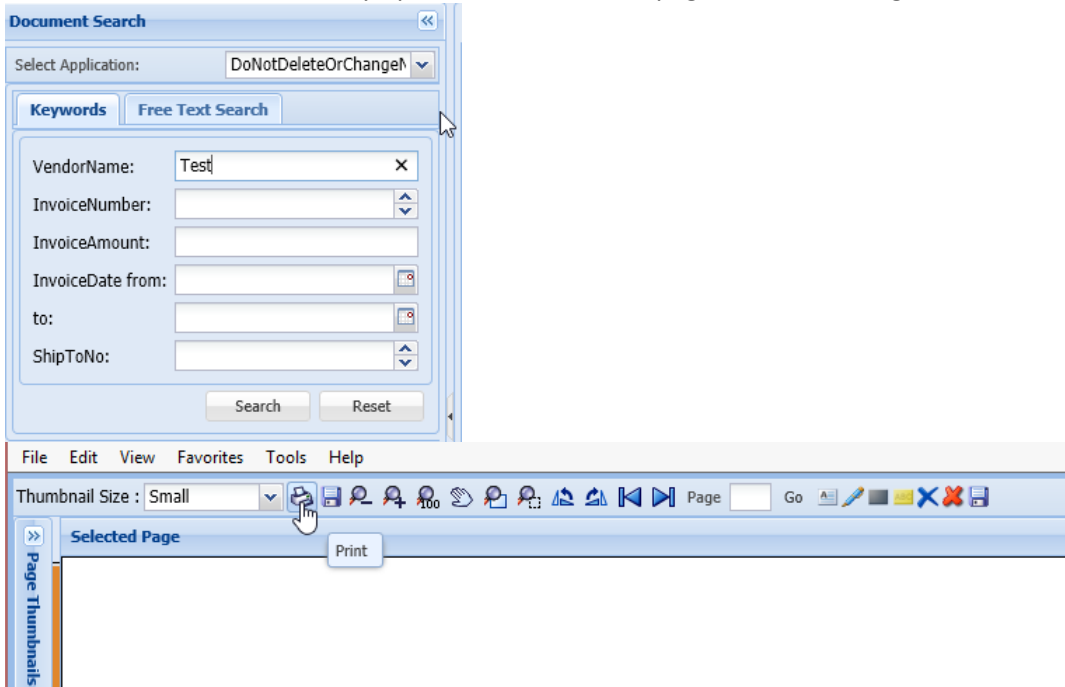 Document Search
Select Application: DoNotDeleteOrChangeN
Keywords Free Text Search
VendorName: Test
InvoiceNumber:
InvoiceAmount:
InvoiceDate from:
to:
ShipToNo:
Search Reset
File Edit View Favorites Tools Help
Thumbnail Size : Small Page Go
Selected Page
Print
Page Thumbnails